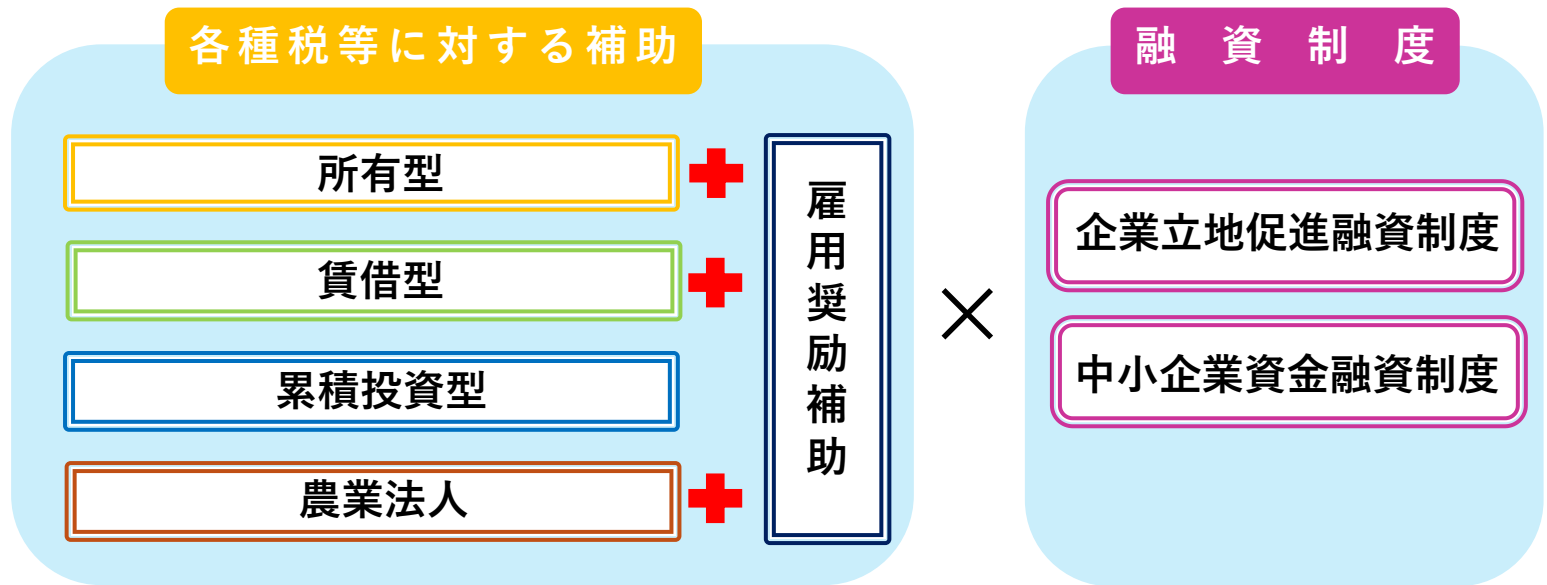 各種税等に対する補助
所有型
賃借型
累積投資型
農業法人
雇用奨励補助
×
融資制度
企業立地促進融資制度
中小企業資金融資制度